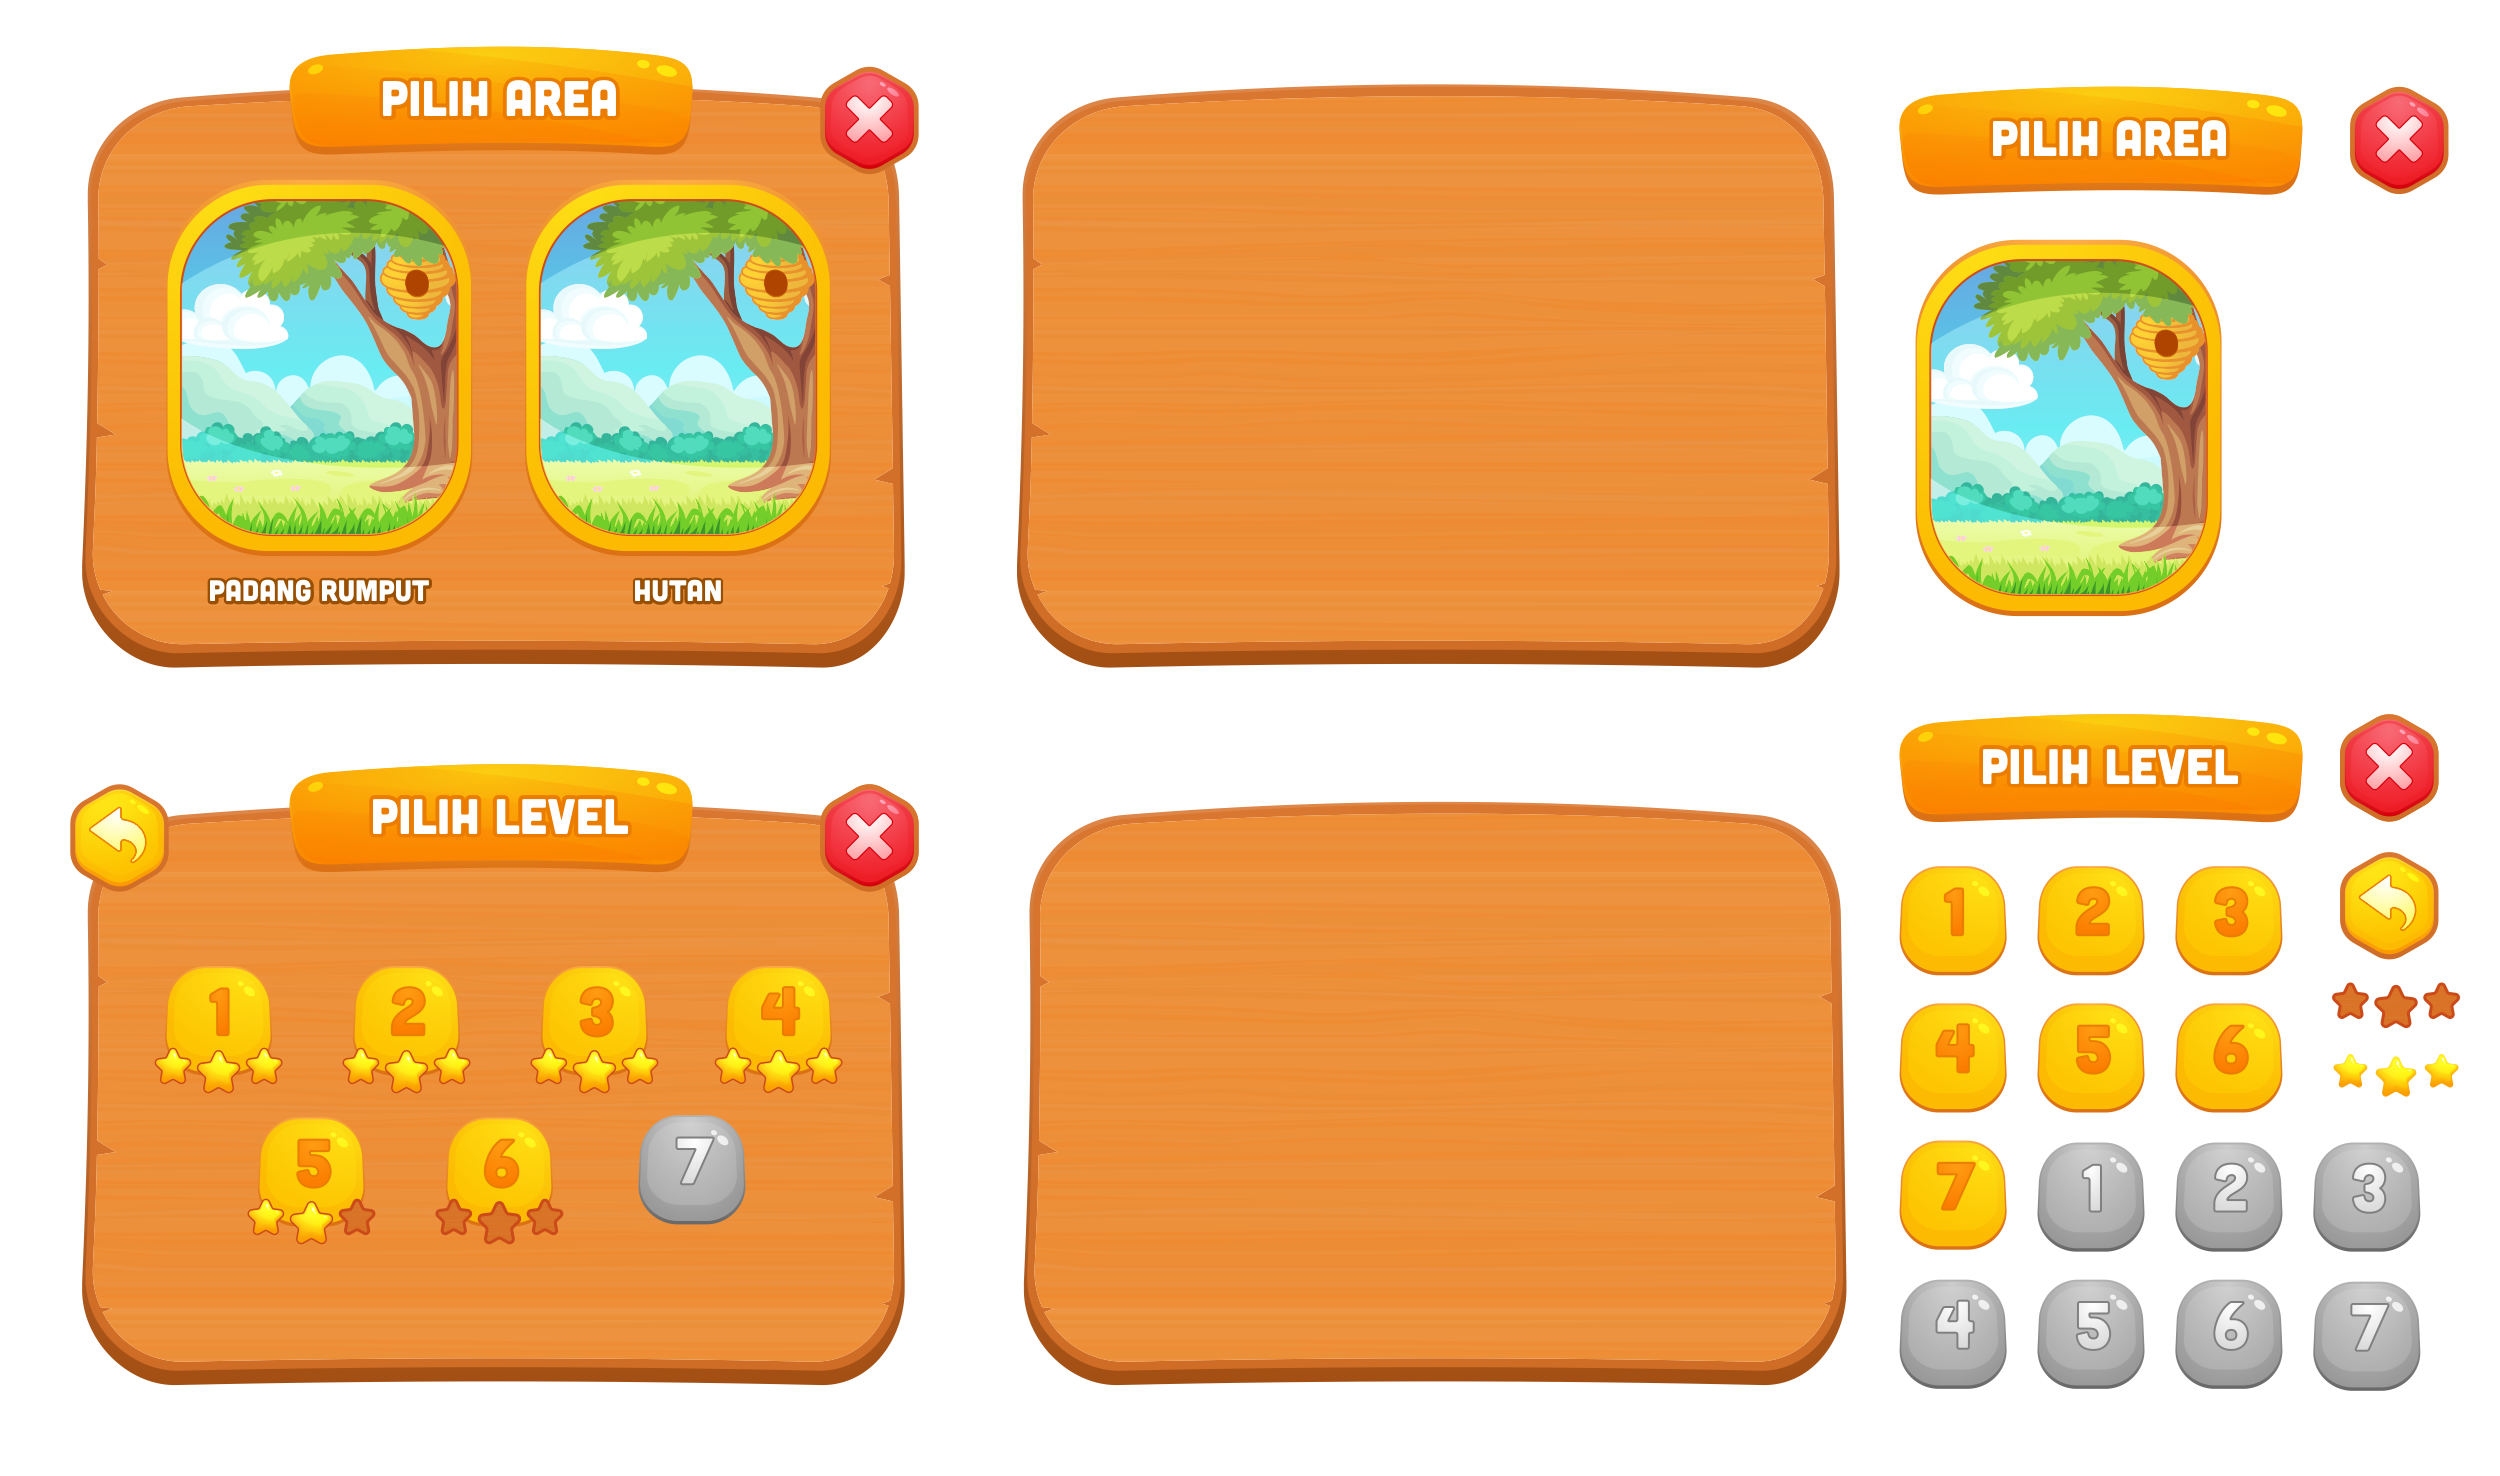 PILIH AREA
PADANG RUMPUT
HUTAN
PILIH AREA
PILIH LEVEL
1 2 3 4
5 6 7
PILIH LEVEL
1 2 3
4 5 6
7 1 2 3
4 5 6 7